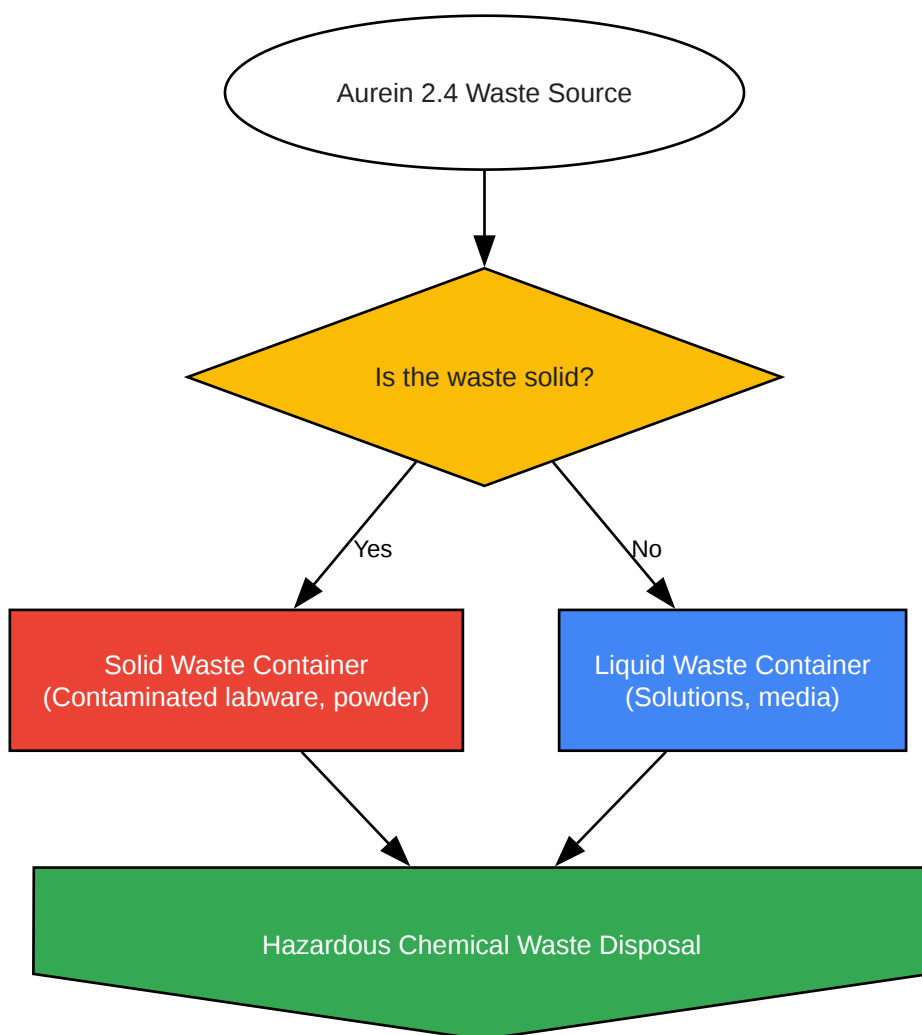 Aurein 2.4 Waste Source
Is the waste solid?
Yes
No
Solid Waste Container
(Contaminated labware, powder)
Liquid Waste Container
(Solutions, media)
Hazardous Chemical Waste Disposal